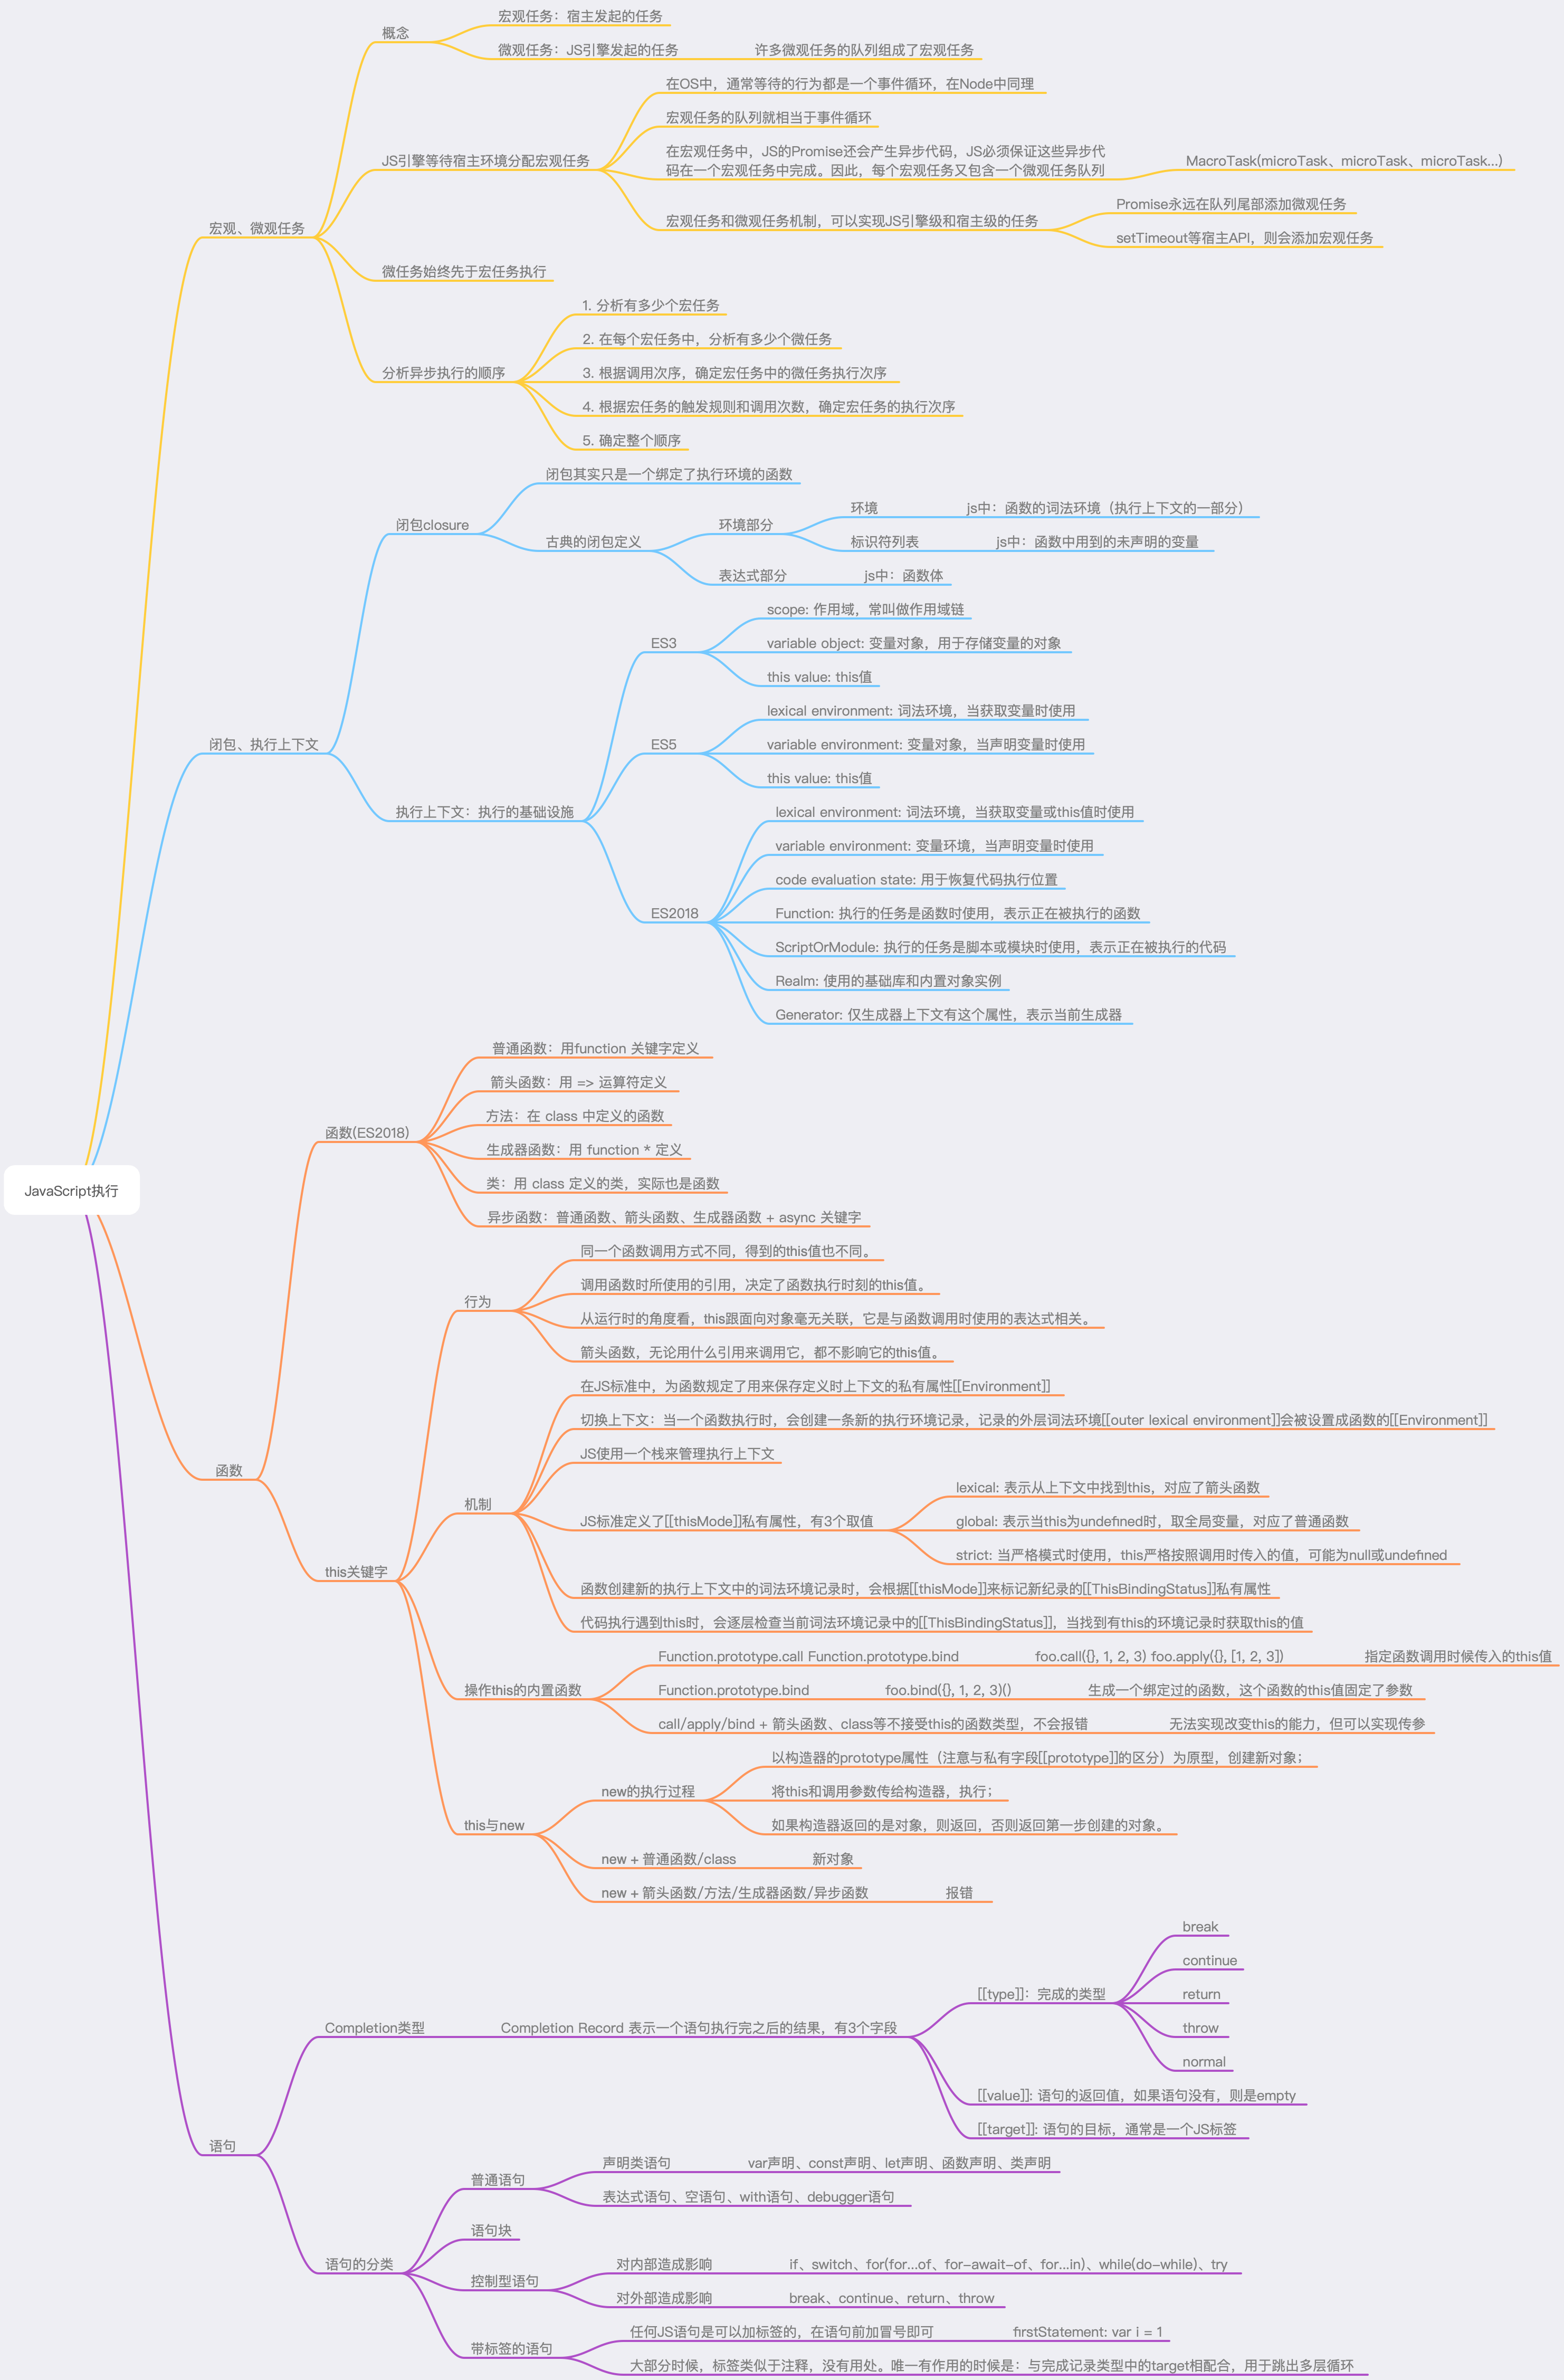 宏观任务：宿主发起的任务
概念
微观任务：JS引擎发起的任务
许多微观任务的队列组成了宏观任务
在OS中，通常等待的行为都是一个事件循环，在Node中同理
宏观任务的队列就相当于事件循环
JS引擎等待宿主环境分配宏观任务
在宏观任务中，JS的Promise还会产生异步代码，JS必须保证这些异步代
码在一个宏观任务中完成。因此，每个宏观任务又包含一个微观任务队列
MacroTask(microTask、microTask、microTask...)
宏观任务和微观任务机制，可以实现JS引擎级和宿主级的任务
Promise永远在队列尾部添加微观任务
setTimeout等宿主API，则会添加宏观任务
宏观、微观任务
微任务始终先于宏任务执行
1. 分析有多少个宏任务
2. 在每个宏任务中，分析有多少个微任务
分析异步执行的顺序
3. 根据调用次序，确定宏任务中的微任务执行次序
4. 根据宏任务的触发规则和调用次数，确定宏任务的执行次序
5. 确定整个顺序
闭包其实只是一个绑定了执行环境的函数
闭包closure
古典的闭包定义
环境部分
环境
js中：函数的词法环境（执行上下文的一部分）
标识符列表
js中：函数中用到的未声明的变量
表达式部分
js中：函数体
scope: 作用域，常叫做作用域链
ES3
variable object: 变量对象，用于存储变量的对象
this value: this值
lexical environment: 词法环境，当获取变量时使用
闭包、执行上下文
ES5
variable environment: 变量对象，当声明变量时使用
this value: this值
执行上下文：执行的基础设施
lexical environment: 词法环境，当获取变量或this值时使用
variable environment: 变量环境，当声明变量时使用
code evaluation state: 用于恢复代码执行位置
ES2018
Function: 执行的任务是函数时使用，表示正在被执行的函数
ScriptOrModule: 执行的任务是脚本或模块时使用，表示正在被执行的代码
Realm: 使用的基础库和内置对象实例
Generator: 仅生成器上下文有这个属性，表示当前生成器
JavaScript执行
普通函数：用function 关键字定义
箭头函数：用 => 运算符定义
方法：在 class 中定义的函数
函数(ES2018)
生成器函数：用 function * 定义
类：用 class 定义的类，实际也是函数
异步函数：普通函数、箭头函数、生成器函数 + async 关键字
同一个函数调用方式不同，得到的this值也不同。
调用函数时所使用的引用，决定了函数执行时刻的this值。
行为
从运行时的角度看，this跟面向对象毫无关联，它是与函数调用时使用的表达式相关。
箭头函数，无论用什么引用来调用它，都不影响它的this值。
在JS标准中，为函数规定了用来保存定义时上下文的私有属性[[Environment]]
切换上下文：当一个函数执行时，会创建一条新的执行环境记录，记录的外层词法环境[[outer lexical environment]]会被设置成函数的[[Environment]]
函数
JS使用一个栈来管理执行上下文
机制
JS标准定义了[[thisMode]]私有属性，有3个取值
lexical: 表示从上下文中找到this，对应了箭头函数
global: 表示当this为undefined时，取全局变量，对应了普通函数
strict: 当严格模式时使用，this严格按照调用时传入的值，可能为null或undefined
this关键字
函数创建新的执行上下文中的词法环境记录时，会根据[[thisMode]]来标记新纪录的[[ThisBindingStatus]]私有属性
代码执行遇到this时，会逐层检查当前词法环境记录中的[[ThisBindingStatus]]，当找到有this的环境记录时获取this的值
Function.prototype.call Function.prototype.bind
foo.call({}, 1, 2, 3) foo.apply({}, [1, 2, 3])
指定函数调用时候传入的this值
操作this的内置函数
Function.prototype.bind
foo.bind({}, 1, 2, 3)()
生成一个绑定过的函数，这个函数的this值固定了参数
call/apply/bind + 箭头函数、class等不接受this的函数类型，不会报错
无法实现改变this的能力，但可以实现传参
以构造器的prototype属性（注意与私有字段[[prototype]]的区分）为原型，创建新对象；
new的执行过程
将this和调用参数传给构造器，执行；
如果构造器返回的是对象，则返回，否则返回第一步创建的对象。
this与new
new + 普通函数/class
新对象
new + 箭头函数/方法/生成器函数/异步函数
报错
break
continue
[[type]]：完成的类型
return
Completion类型
Completion Record 表示一个语句执行完之后的结果，有3个字段
throw
normal
[[value]]: 语句的返回值，如果语句没有，则是empty
[[target]]: 语句的目标，通常是一个JS标签
语句
声明类语句
var声明、const声明、let声明、函数声明、类声明
普通语句
表达式语句、空语句、with语句、debugger语句
语句块
语句的分类
对内部造成影响
if、switch、for(for...of、for-await-of、for...in)、while(do-while)、try
控制型语句
对外部造成影响
break、continue、return、throw
任何JS语句是可以加标签的，在语句前加冒号即可
firstStatement: var i = 1
带标签的语句
大部分时候，标签类似于注释，没有用处。唯一有作用的时候是：与完成记录类型中的target相配合，用于跳出多层循环